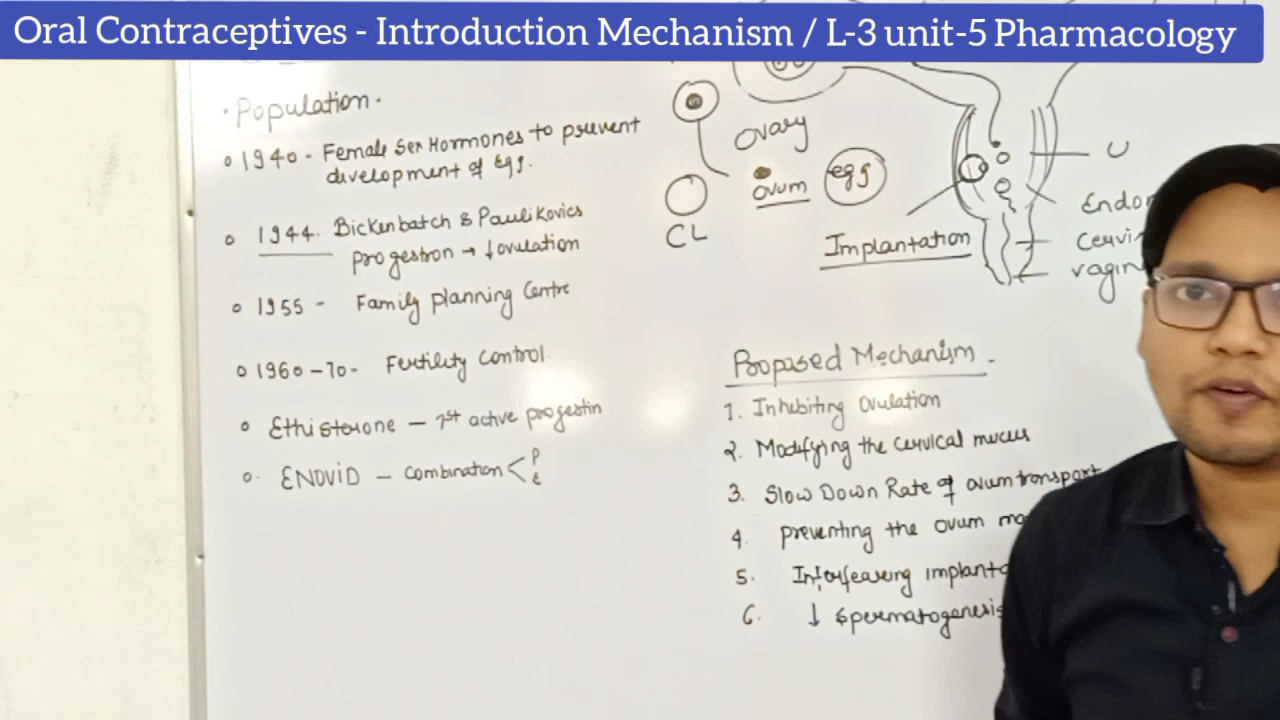 Oral Contraceptives - Introduction Mechanism / L-3 unit-5 Pharmacology
Population.
1940 - Female Sex Hormones to prevent
development of Egg.
1944. Bickenbatch & Paulikovics
progestron → ↓ovulation
1955 - Family planning Centre
1960-70- Fertility Control
Ethisterone - 1st active progestin
ENOVID - combination < P
E
Ovary
Ovum
egg
CL
Implantation
U
Endom
Cervi
vagin
Proposed Mechanism.
1. Inhibiting Ovulation
2. Modifying the cervical mucus
3. Slow Down Rate of ovum transport
4. preventing the ovum ma
5. Interfearing implanta
6. ↓ spermatogenesis